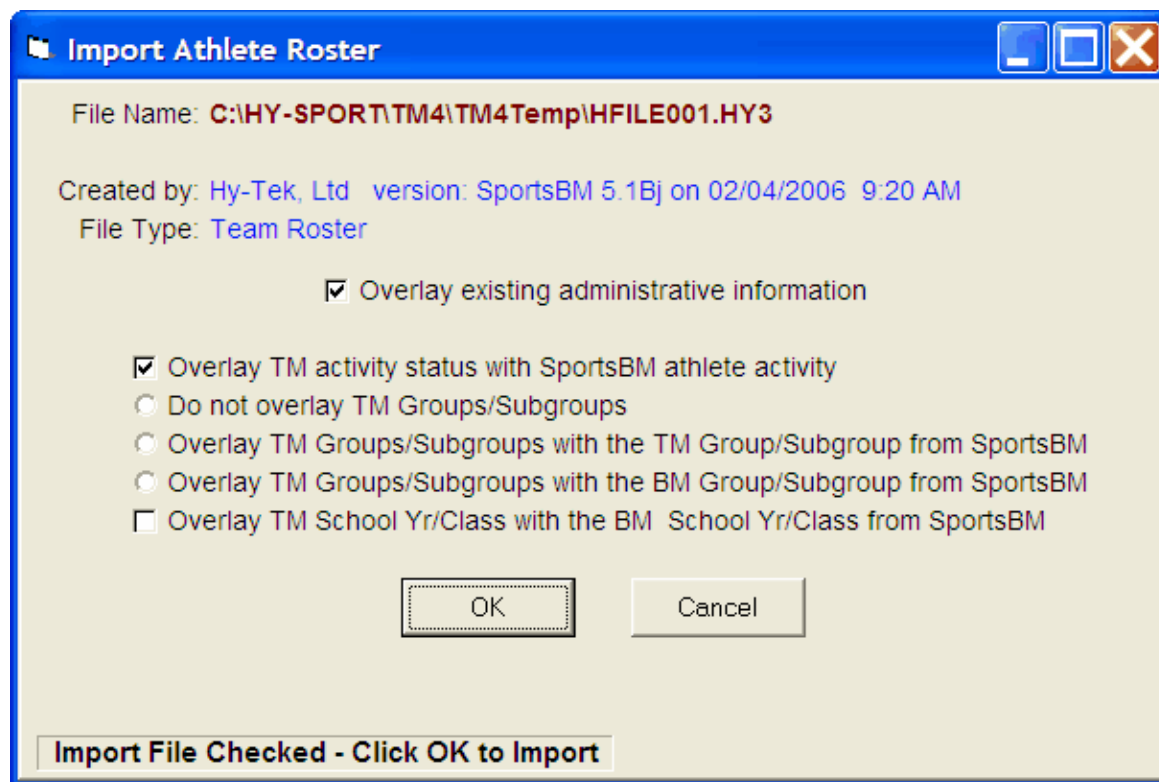 Import Athlete Roster
File Name: C:\HY-SPORT\TM4\TM4Temp\HFILE001.HY3
Created by: Hy-Tek, Ltd version: SportsBM 5.1Bj on 02/04/2006 9:20 AM
File Type: Team Roster
Overlay existing administrative information
Overlay TM activity status with SportsBM athlete activity
Do not overlay TM Groups/Subgroups
Overlay TM Groups/Subgroups with the TM Group/Subgroup from SportsBM
Overlay TM Groups/Subgroups with the BM Group/Subgroup from SportsBM
Overlay TM School Yr/Class with the BM School Yr/Class from SportsBM
OK Cancel
Import File Checked - Click OK to Import